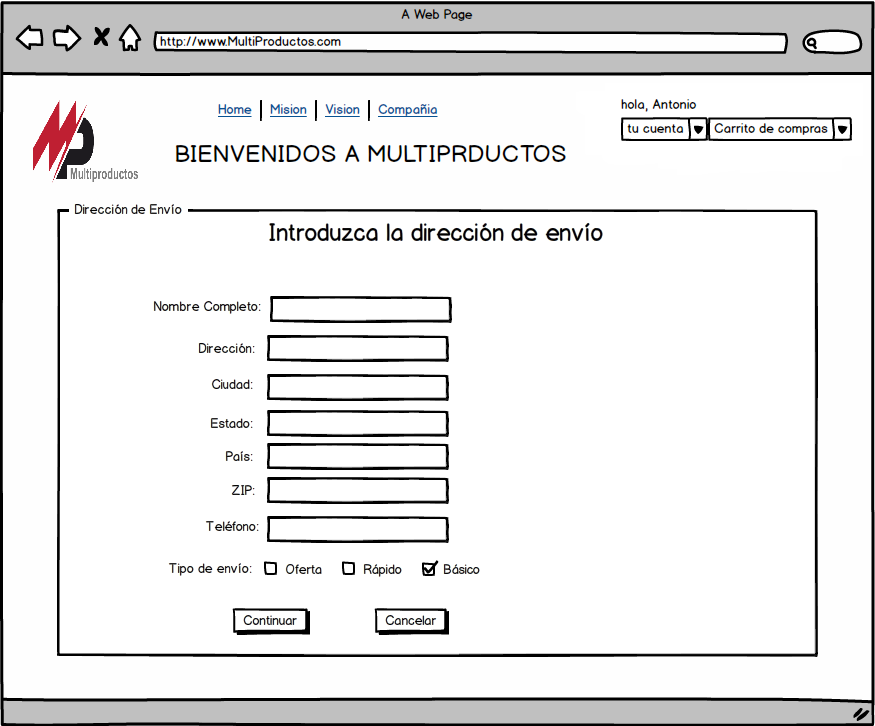 A Web Page
http://www.MultiProductos.com
Home Mision Vision Compañia
hola, Antonio
tu cuenta Carrito de compras
MP
Multiproductos
BIENVENIDOS A MULTIPRDUCTOS
Dirección de Envío
Introduzca la dirección de envío
Nombre Completo:
Dirección:
Ciudad:
Estado:
País:
ZIP:
Teléfono:
Tipo de envío: Oferta Rápido Básico
Continuar Cancelar